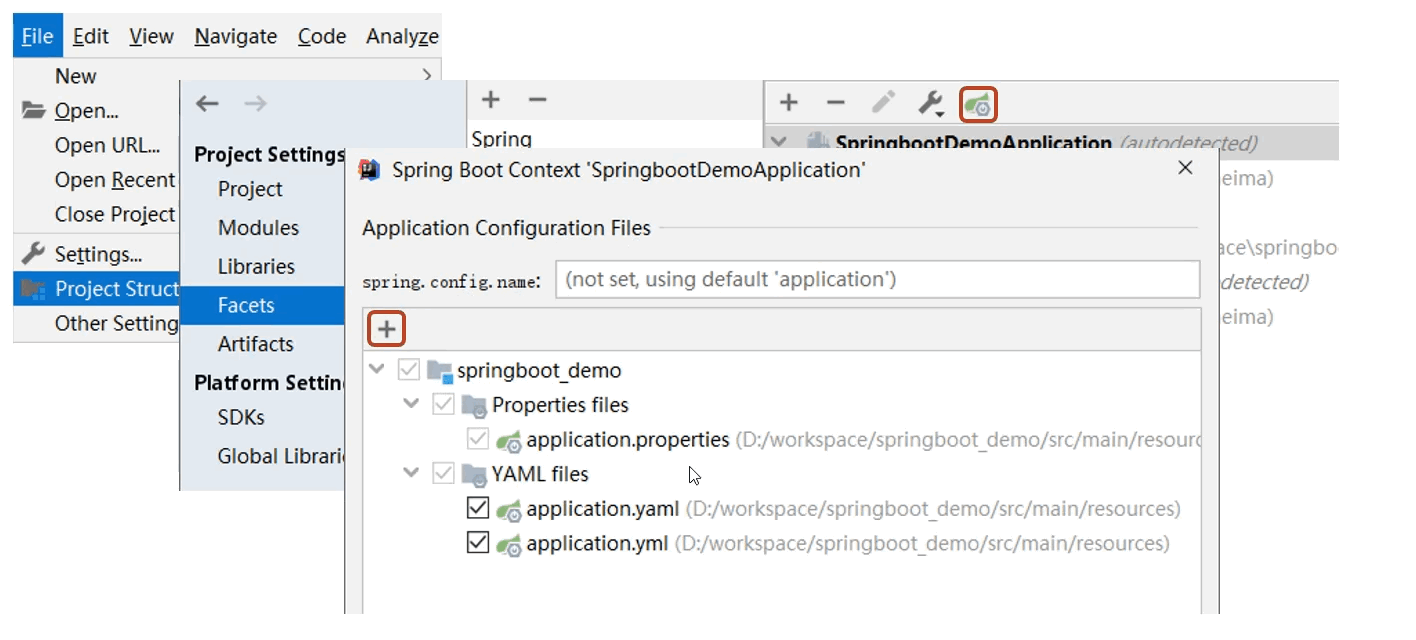 File Edit View Navigate Code Analyze
New
Open...
Open URL...
Open Recent
Close Project
Settings...
Project Struct
Other Setting
Project Settings
Project
Modules
Libraries
Facets
Artifacts
Platform Settin
SDKs
Global Librari
Spring
SpringbootDemoApplication (autodetected)
eima)
ace\springbo
detected)
eima)
Spring Boot Context 'SpringbootDemoApplication'
Application Configuration Files
spring.config.name: (not set, using default 'application')
springboot_demo
Properties files
application.properties (D:/workspace/springboot_demo/src/main/resourc
YAML files
application.yaml (D:/workspace/springboot_demo/src/main/resources)
application.yml (D:/workspace/springboot_demo/src/main/resources)